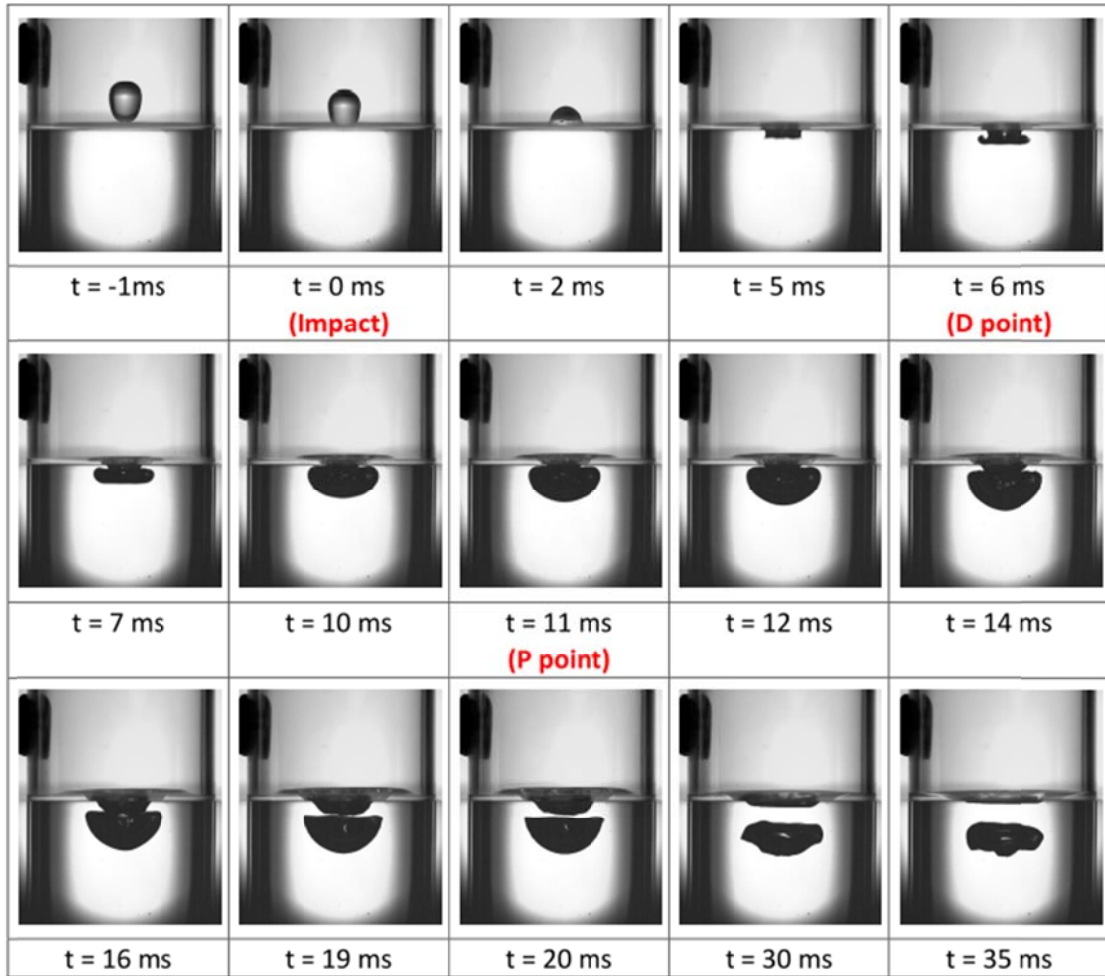 t = -1ms
t = 0 ms
(Impact)
t = 2 ms
t = 5 ms
t = 6 ms
(D point)
t = 7 ms
t = 10 ms
t = 11 ms
(P point)
t = 12 ms
t = 14 ms
t = 16 ms
t = 19 ms
t = 20 ms
t = 30 ms
t = 35 ms